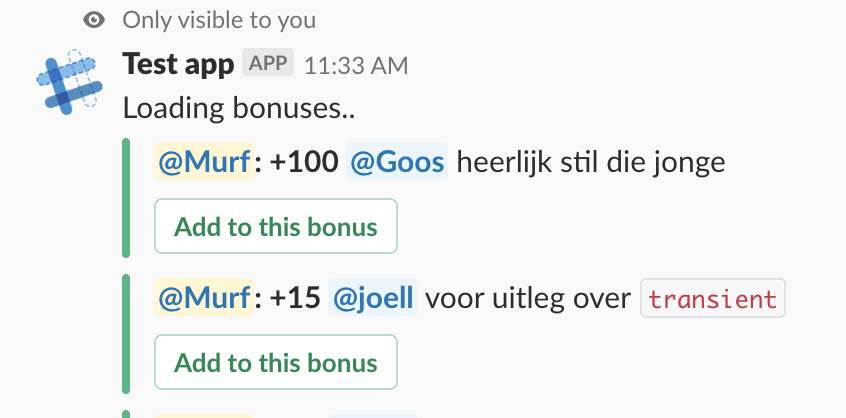 Only visible to you
Test app APP 11:33 AM
Loading bonuses..
@Murf: +100 @Goos heerlijk stil die jonge
Add to this bonus
@Murf: +15 @joell voor uitleg over transient
Add to this bonus